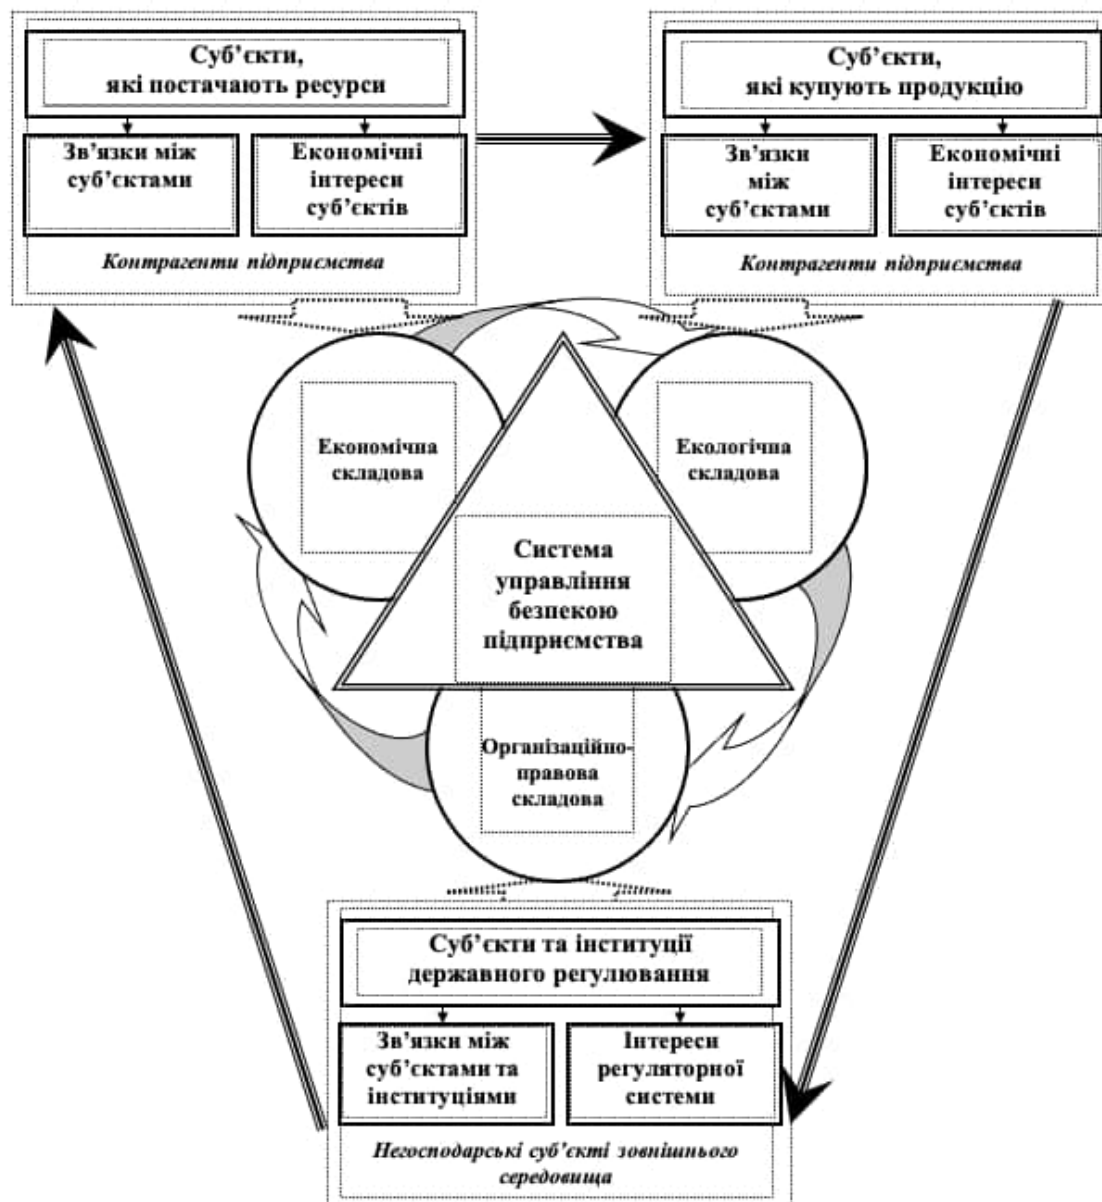 Суб’єкти,
які постачають ресурси
Зв’язки між
суб’єктами
Економічні
інтереси
суб’єктів
Контрагенти підприємства
Суб’єкти,
які купують продукцію
Зв’язки
між
суб’єктами
Економічні
інтереси
суб’єктів
Контрагенти підприємства
Економічна
складова
Екологічна
складова
Система
управління
безпекою
підприємства
Організаційно-
правова
складова
Суб’єкти та інституції
державного регулювання
Зв’язки між
суб’єктами та
інституціями
Інтереси
регуляторної
системи
Негосподарські суб’єкті зовнішнього
середовища